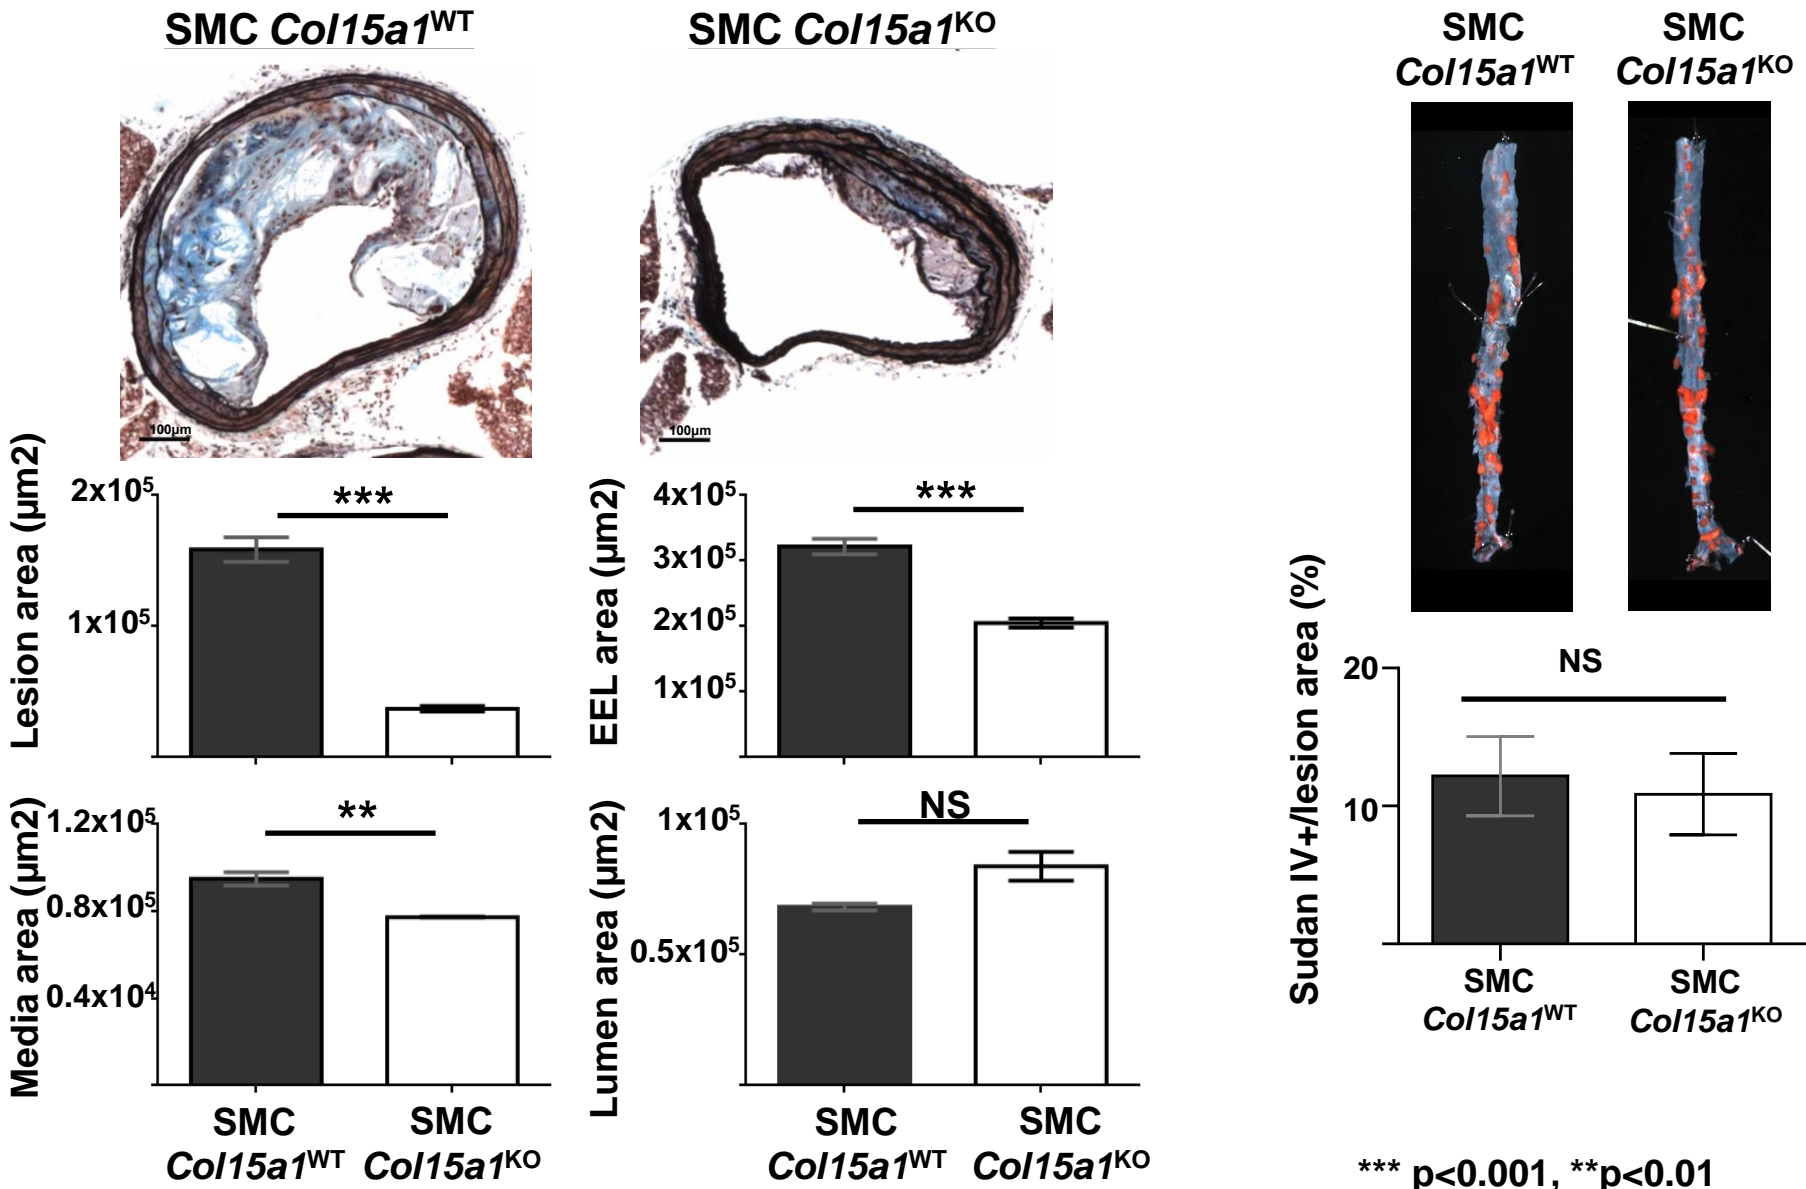 SMC Col15a1WT
SMC Col15a1KO
SMC
Col15a1WT
SMC
Col15a1KO
100µm
100µm
Lesion area (µm2)
2x10⁵
1x10⁵
***
EEL area (µm2)
4x10⁵
3x10⁵
2x10⁵
1x10⁵
***
Media area (µm2)
1.2x10⁵
0.8x10⁵
0.4x10⁴
**
SMC
Col15a1WT
SMC
Col15a1KO
Lumen area (µm2)
1x10⁵
0.5x10⁵
NS
SMC
Col15a1WT
SMC
Col15a1KO
Sudan IV+/lesion area (%)
20
10
NS
SMC
Col15a1WT
SMC
Col15a1KO
*** p<0.001, **p<0.01